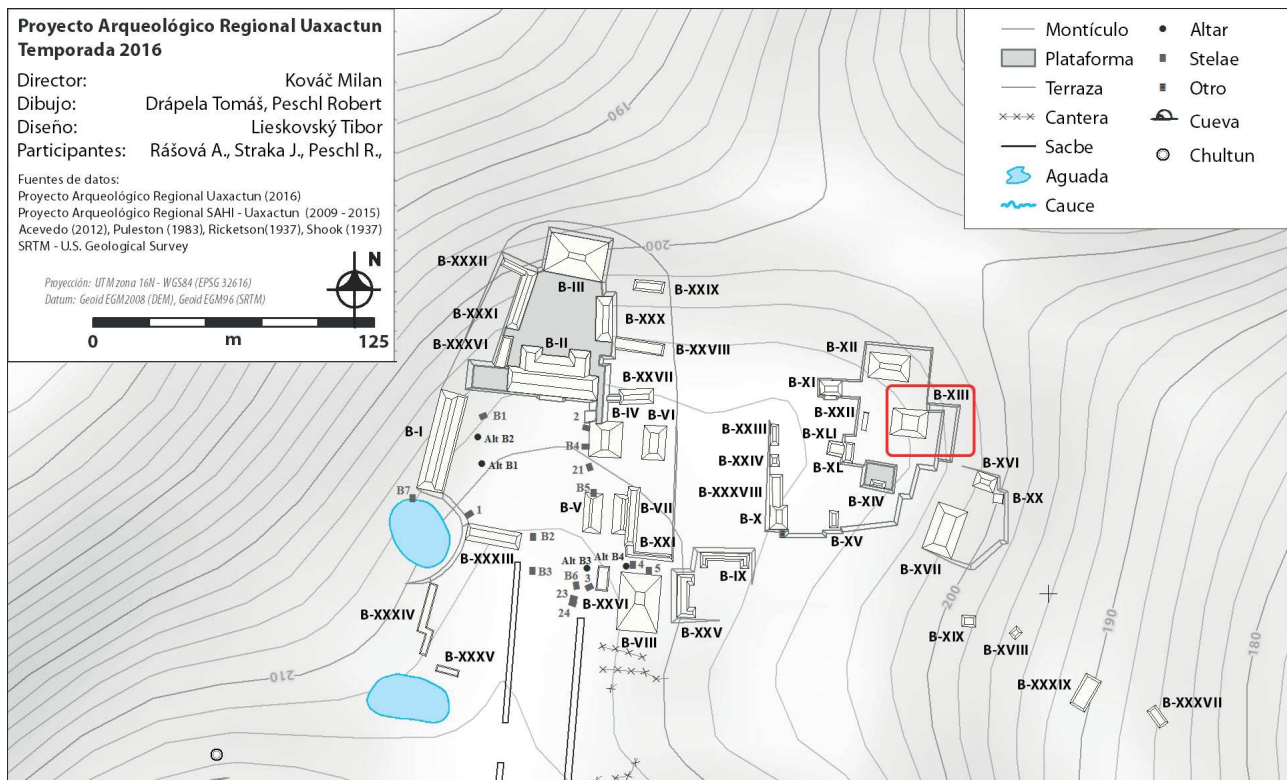 Proyecto Arqueológico Regional Uaxactun
Temporada 2016
Director: Kováč Milan
Dibujo: Drápela Tomáš, Peschl Robert
Diseño: Lieskovský Tibor
Participantes: Rášová A., Straka J., Peschl R.,
Fuentes de datos:
Proyecto Arqueológico Regional Uaxactun (2016)
Proyecto Arqueológico Regional SAHI - Uaxactun (2009 - 2015)
Acevedo (2012), Puleston (1983), Ricketson(1937), Shook (1937)
SRTM - U.S. Geological Survey
Proyección: UTM zona 16N - WGS84 (EPSG 32616)
Datum: Geoid EGM2008 (DEM), Geoid EGM96 (SRTM)
N
0 m 125
Montículo
Plataforma
Terraza
Cantera
Sacbe
Aguada
Cauce
Altar
Stelae
Otro
Cueva
Chultun
190
200
B-XXXII
B-III
B-XXIX
B-XXXI
B-XXX
B-XXXVI
B-II
B-XXVIII
B-XII
B-XXVII
B-XI
B-XIII
B-I
B1
2
B-IV
B-VI
B-XXII
Alt B2
B4
B-XXIII
B-XLI
Alt B1
21
B-XXIV
B-XL
B-XVI
B7
B5
B-XXXVIII
B-XIV
B-XX
1
B-V
B-VII
B-X
B-XV
B-XXXIII
B2
B-XXI
B-XVII
Alt B3
Alt B4
4
5
B3
B6
3
B-IX
23
24
B-XXVI
200
190
180
B-XXXIV
B-VIII
B-XXV
B-XIX
B-XVIII
B-XXXV
210
B-XXXIX
B-XXXVII